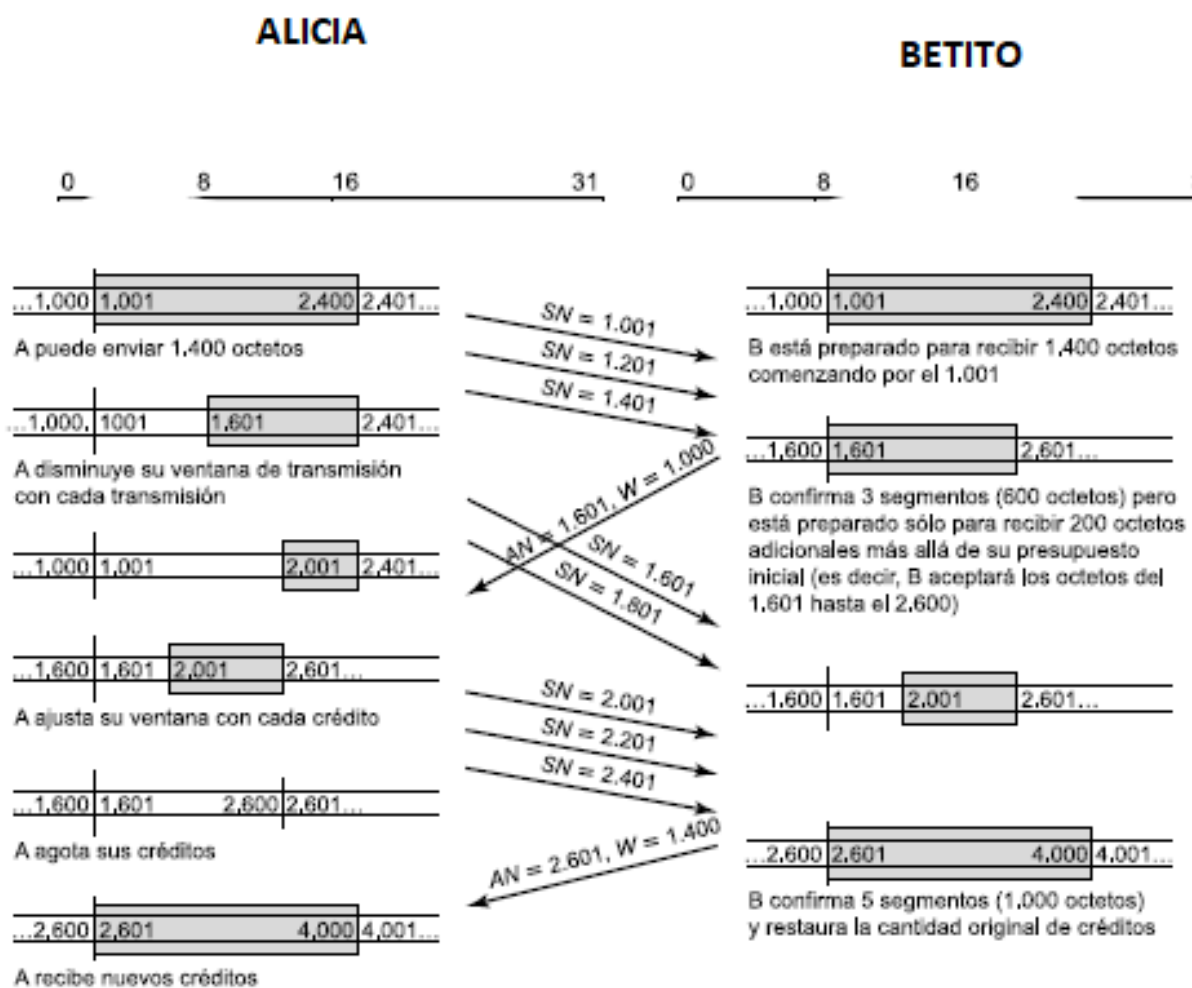 ALICIA
BETITO
0 8 16 31
0 8 16
...1.000 1.001 2.400 2.401...
A puede enviar 1.400 octetos
...1.000. 1001 1.601 2.401...
A disminuye su ventana de transmisión
con cada transmisión
...1.000 1.001 2,001 2.401...
...1.600 1.601 2,001 2.601...
A ajusta su ventana con cada crédito
...1.600 1.601 2.600 2.601...
A agota sus créditos
...2,600 2,601 4,000 4,001...
A recibe nuevos créditos
SN = 1.001
SN = 1.201
SN = 1.401
AN = 1.601, W = 1.000
SN = 1.601
SN = 1.801
SN = 2.001
SN = 2.201
SN = 2.401
AN = 2.601, W = 1.400
...1.000 1.001 2.400 2.401...
B está preparado para recibir 1,400 octetos
comenzando por el 1.001
...1.600 1.601 2.601...
B confirma 3 segmentos (600 octetos) pero
está preparado sólo para recibir 200 octetos
adicionales más allá de su presupuesto
inicial (es decir, B aceptará los octetos del
1.601 hasta el 2.600)
...1.600 1.601 2.001 2.601...
...2.600 2.601 4.000 4.001...
B confirma 5 segmentos (1.000 octetos)
y restaura la cantidad original de créditos